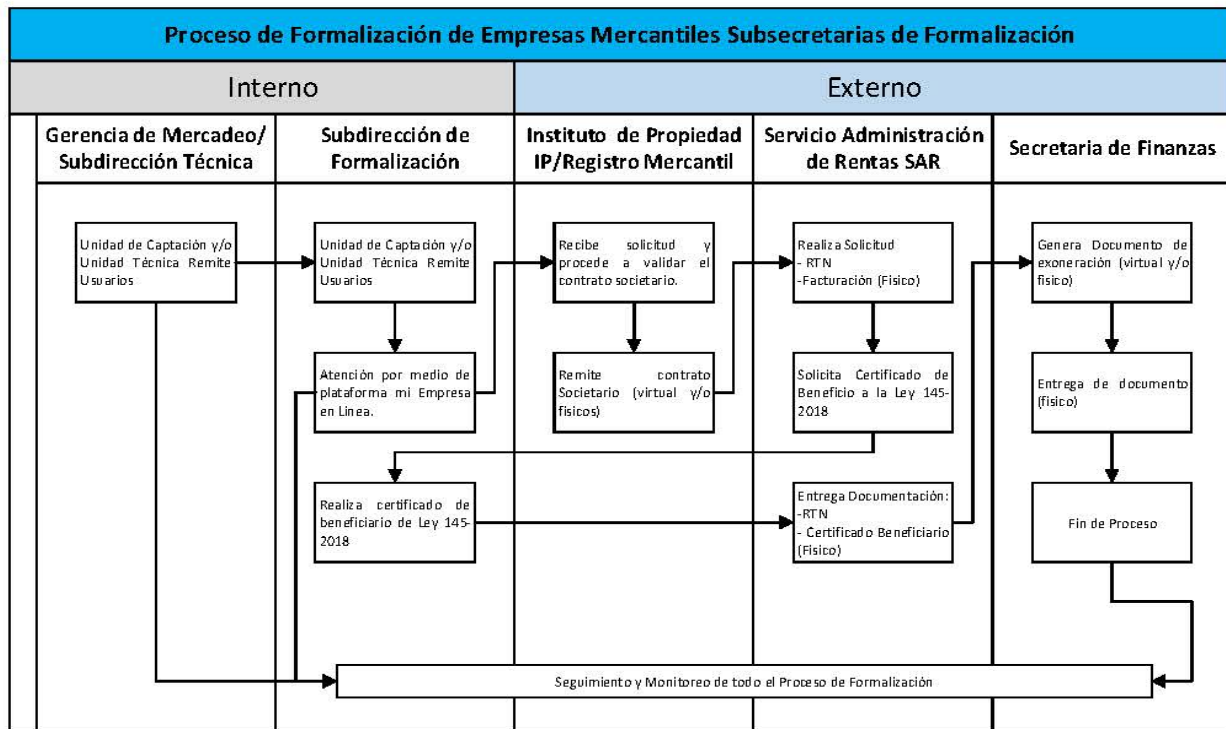 Proceso de Formalización de Empresas Mercantiles Subsecretarias de Formalización
Interno
Externo
Gerencia de Mercadeo/
Subdirección Técnica
Subdirección de
Formalización
Instituto de Propiedad
IP/Registro Mercantil
Servicio Administración
de Rentas SAR
Secretaria de Finanzas
Unidad de Captación y/o
Unidad Técnica Remite
Usuarios
Unidad de Captación y/o
Unidad Técnica Remite
Usuarios
Recibe solicitud y
procede a validar el
contrato societario.
Realiza Solicitud
- RTN
-Facturación (Fisico)
Genera Documento de
exoneración (virtual y/o
fisico)
Atención por medio de
plataforma mi Empresa
en Linea.
Remite contrato
Societario (virtual y/o
fisicos)
Solicita Certificado de
Beneficio a la Ley 145-
2018
Entrega de documento
(fisico)
Realiza certificado de
beneficiario de Ley 145-
2018
Entrega Documentación:
-RTN
- Certificado Beneficiario
(Fisico)
Fin de Proceso
Seguimiento y Monitoreo de todo el Proceso de Formalización